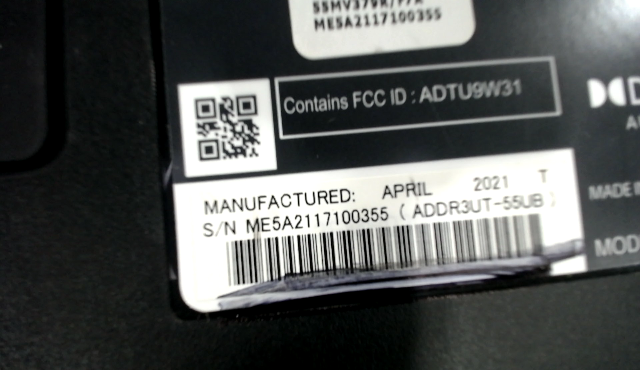 ME5A2117100355
Contains FCC ID : ADTU9W31
MANUFACTURED: APRIL 2021 T
S/N ME5A2117100355 ( ADDR3UT-55UB )
MADE
MOD